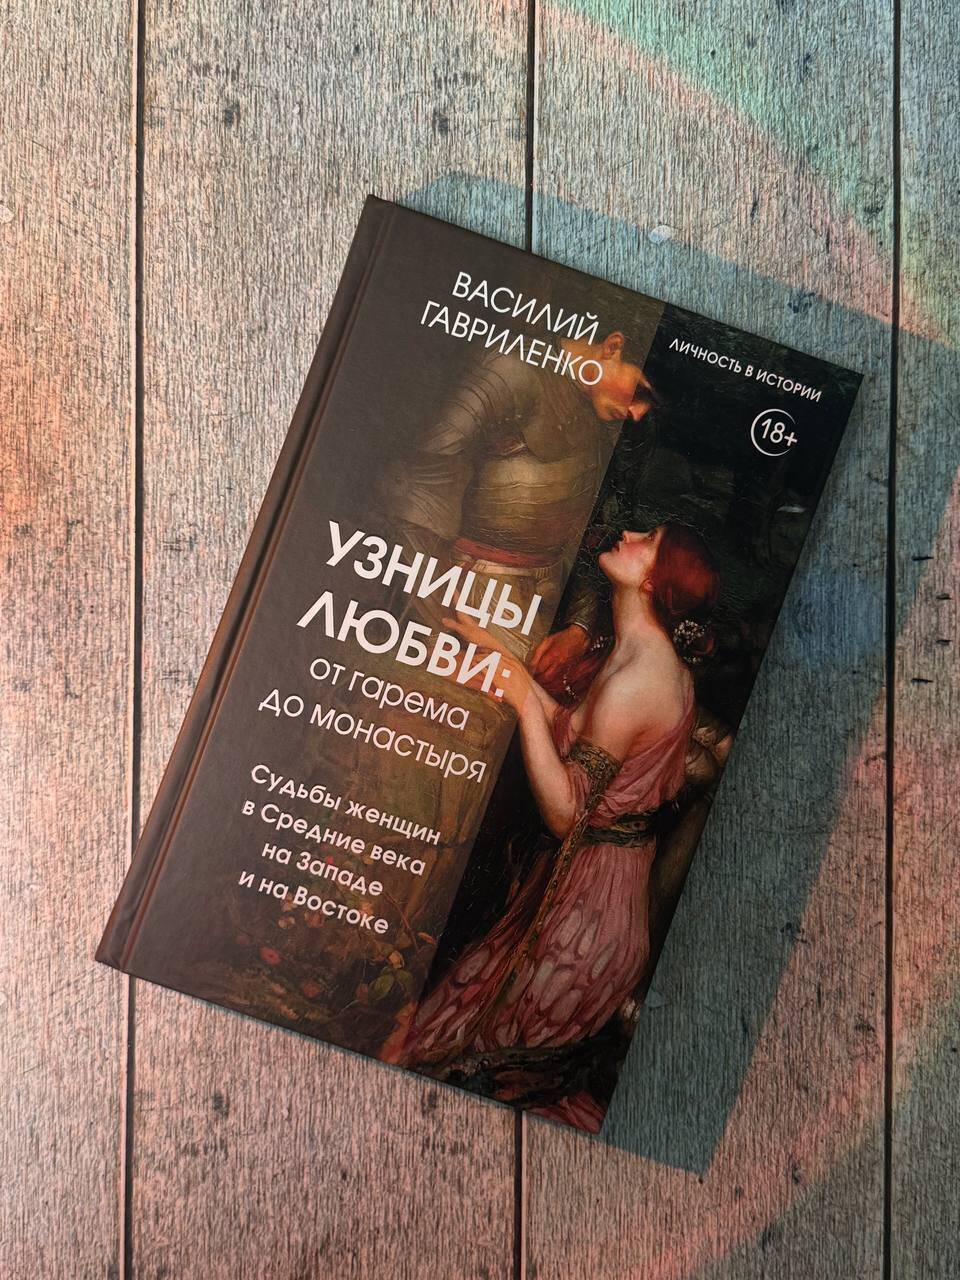 ВАСИЛИЙ
ГАВРИЛЕНКО
ЛИЧНОСТЬ В ИСТОРИИ
18+
УЗНИЦЫ
ЛЮБВИ:
от гарема
до монастыря
Судьбы женщин
в Средние века
на Западе
и на Востоке